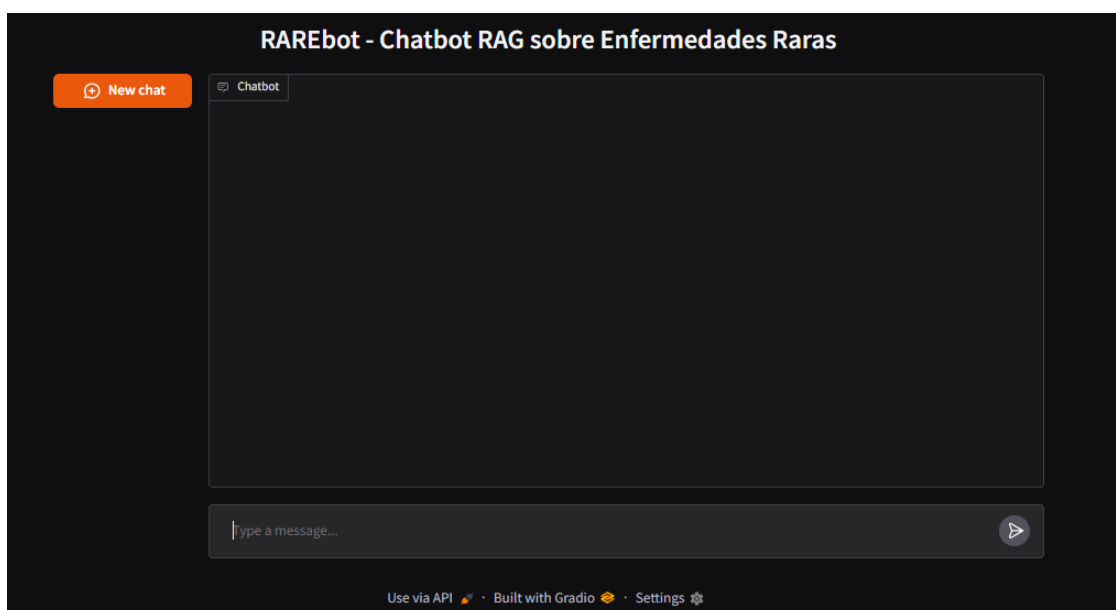 RAREbot - Chatbot RAG sobre Enfermedades Raras
New chat
Chatbot
Type a message...
Use via API · Built with Gradio · Settings